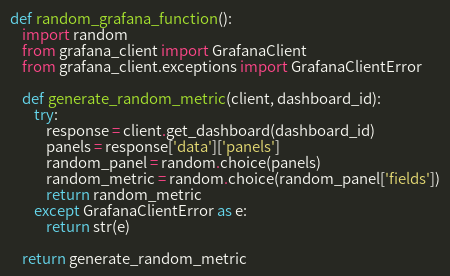 def random_grafana_function():
    import random
    from grafana_client import GrafanaClient
    from grafana_client.exceptions import GrafanaClientError

    def generate_random_metric(client, dashboard_id):
        try:
            response = client.get_dashboard(dashboard_id)
            panels = response['data']['panels']
            random_panel = random.choice(panels)
            random_metric = random.choice(random_panel['fields'])
            return random_metric
        except GrafanaClientError as e:
            return str(e)

    return generate_random_metric